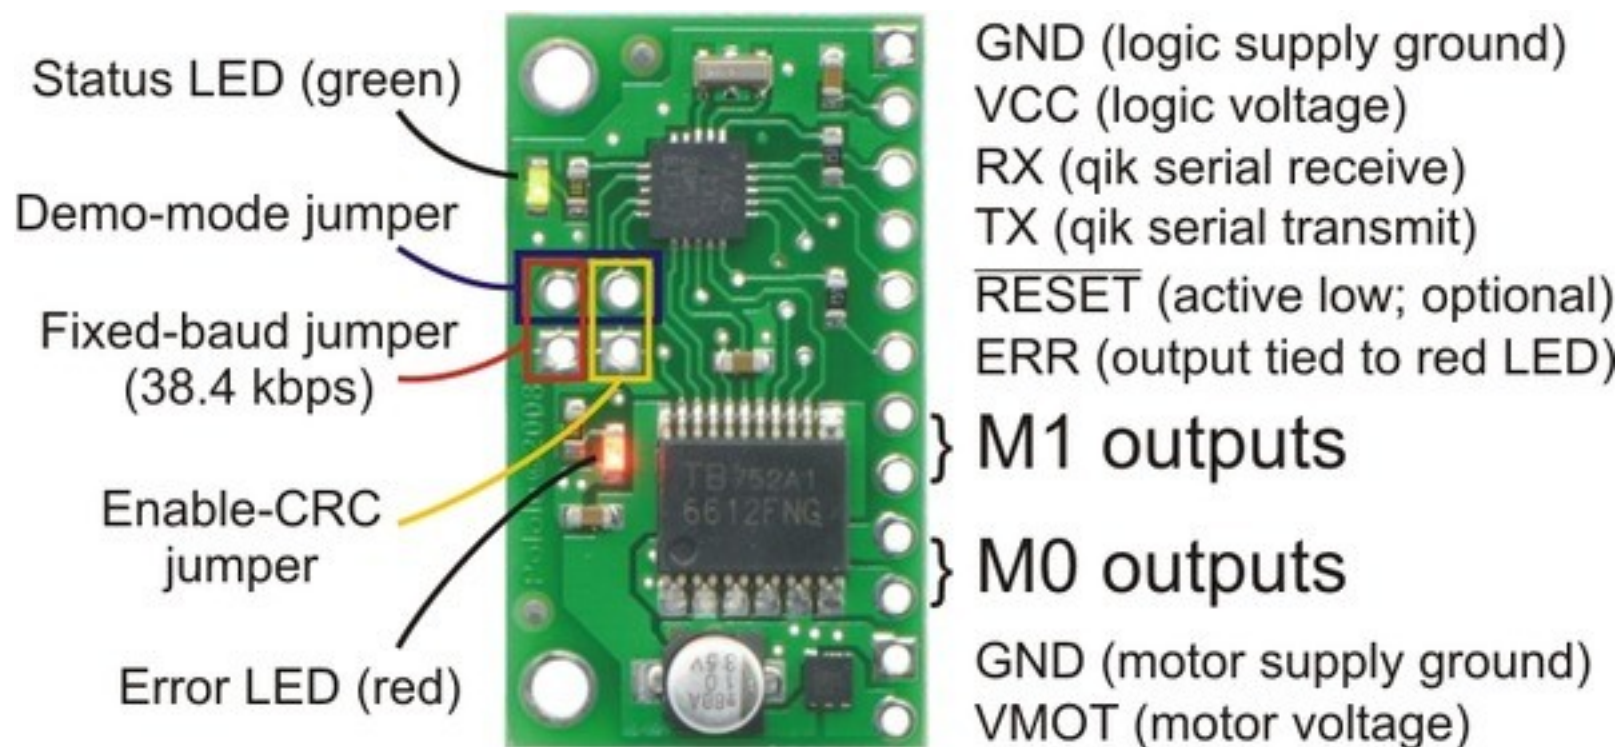 Status LED (green)
Demo-mode jumper
Fixed-baud jumper
(38.4 kbps)
Enable-CRC
jumper
Error LED (red)
GND (logic supply ground)
VCC (logic voltage)
RX (qik serial receive)
TX (qik serial transmit)
RESET (active low; optional)
ERR (output tied to red LED)
} M1 outputs
} M0 outputs
GND (motor supply ground)
VMOT (motor voltage)
TB752A1
6612FNG